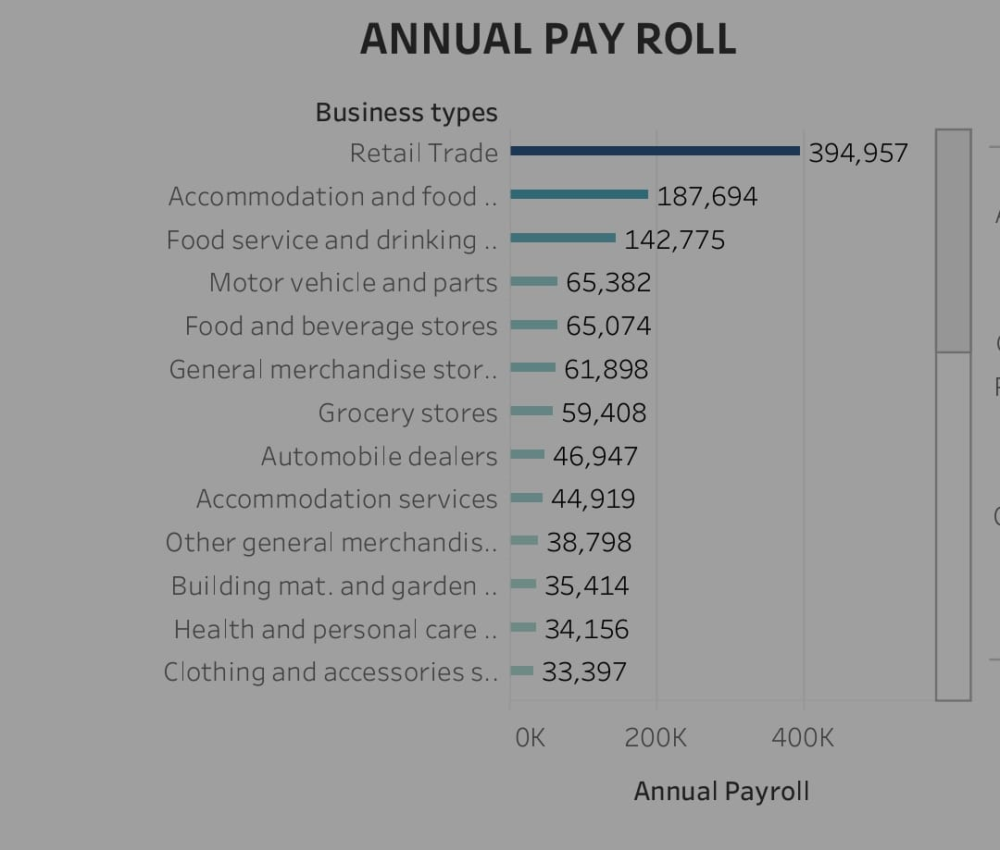 ANNUAL PAY ROLL
Business types
Retail Trade 394,957
Accommodation and food .. 187,694
Food service and drinking .. 142,775
Motor vehicle and parts 65,382
Food and beverage stores 65,074
General merchandise stor.. 61,898
Grocery stores 59,408
Automobile dealers 46,947
Accommodation services 44,919
Other general merchandis.. 38,798
Building mat. and garden .. 35,414
Health and personal care .. 34,156
Clothing and accessories s.. 33,397
0K 200K 400K
Annual Payroll